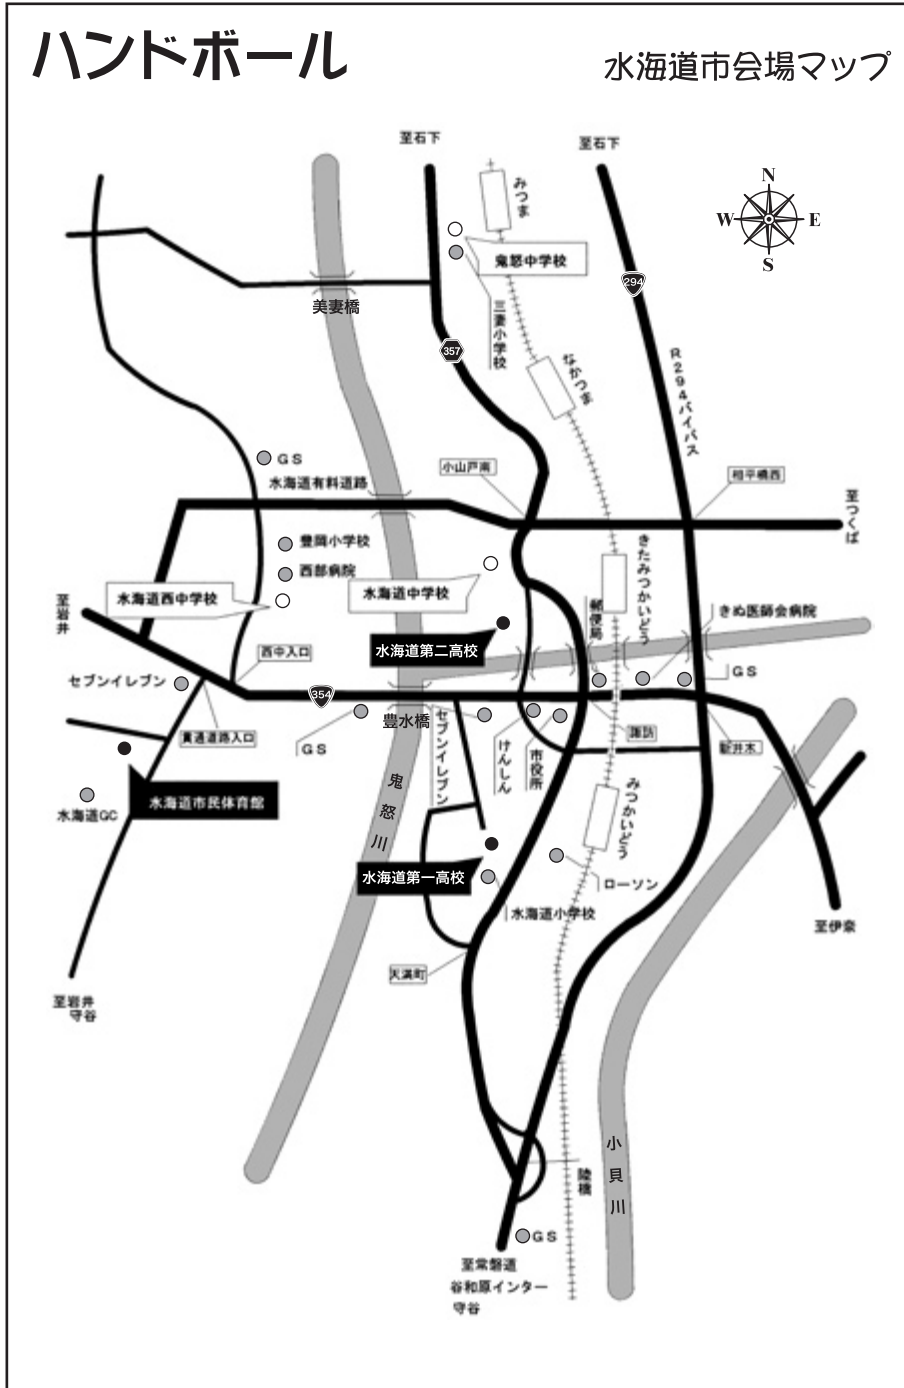 ハンドボール
水海道市会場マップ
至石下
至石下
N
W
E
S
みつま
鬼怒中学校
三妻小学校
294
美妻橋
357
なかつま
R294バイパス
GS
水海道有料道路
小山戸南
相平橋西
至つくば
豊岡小学校
西部病院
水海道西中学校
水海道中学校
きたみつかいどう
郵便局
きぬ医師会病院
至岩井
水海道第二高校
西中入口
GS
セブンイレブン
354
豊水橋
セブンイレブン
貫通道路入口
GS
けんしん
市役所
諏訪
新井木
水海道市民体育館
水海道GC
鬼怒川
みつかいどう
水海道第一高校
ローソン
水海道小学校
至伊奈
天満町
至岩井
守谷
小貝川
陸橋
GS
至常磐道
谷和原インター
守谷